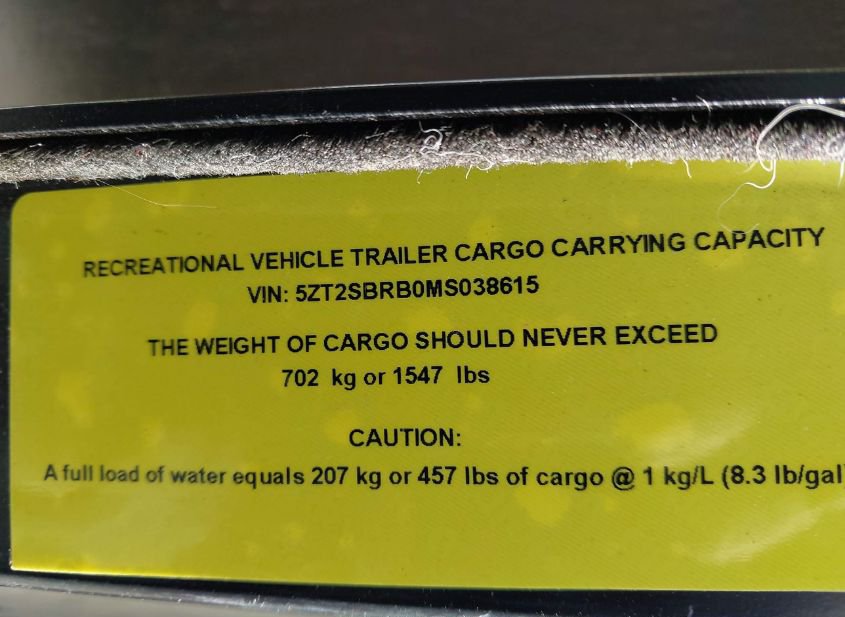 RECREATIONAL VEHICLE TRAILER CARGO CARRYING CAPACITY
VIN: 5ZT2SBRB0MS038615
THE WEIGHT OF CARGO SHOULD NEVER EXCEED
702 kg or 1547 lbs
CAUTION:
A full load of water equals 207 kg or 457 lbs of cargo @ 1 kg/L (8.3 lb/gal)